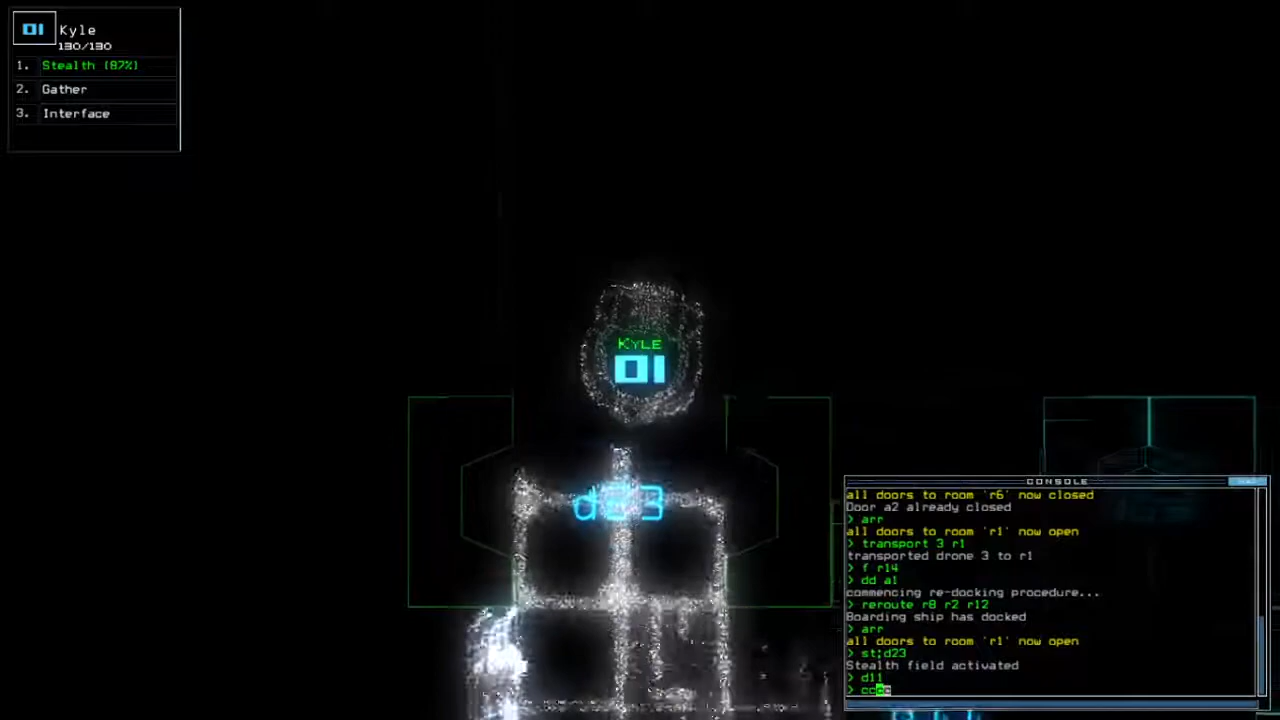 01 Kyle
130/130
1. Stealth (87%)
2. Gather
3. Interface
KYLE
01
d23
CONSOLE
all doors to room 'r6' now closed
Door a2 already closed
> arr
all doors to room 'r1' now open
> transport 3 r1
transported drone 3 to r1
> f r14
> dd a1
commencing re-docking procedure...
> reroute r8 r2 r12
Boarding ship has docked
> arr
all doors to room 'r1' now open
> st;d23
Stealth field activated
> d11